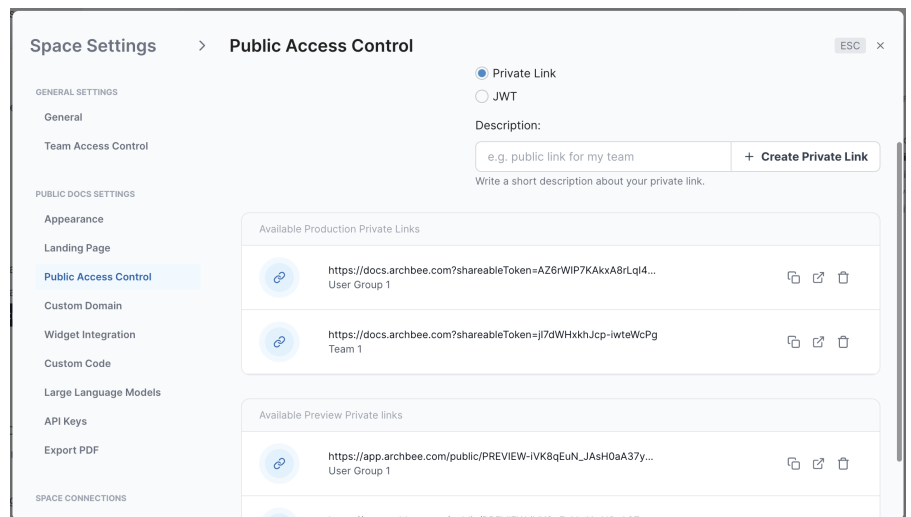 Space Settings > Public Access Control
ESC ×
Private Link
JWT
Description:
e.g. public link for my team
+ Create Private Link
Write a short description about your private link.
GENERAL SETTINGS
General
Team Access Control
PUBLIC DOCS SETTINGS
Appearance
Landing Page
Public Access Control
Custom Domain
Widget Integration
Custom Code
Large Language Models
API Keys
Export PDF
SPACE CONNECTIONS
Available Production Private Links
https://docs.archbee?shareableToken=AZ6rWlP7KAkxA8rLql4...
User Group 1
https://docs.archbee?shareableToken=jl7dWHxkhJcp-iwteWcPg
Team 1
Available Preview Private links
https://app.archbee.com/public/PREVIEW-iVK8qEuN_JAsH0aA37y...
User Group 1